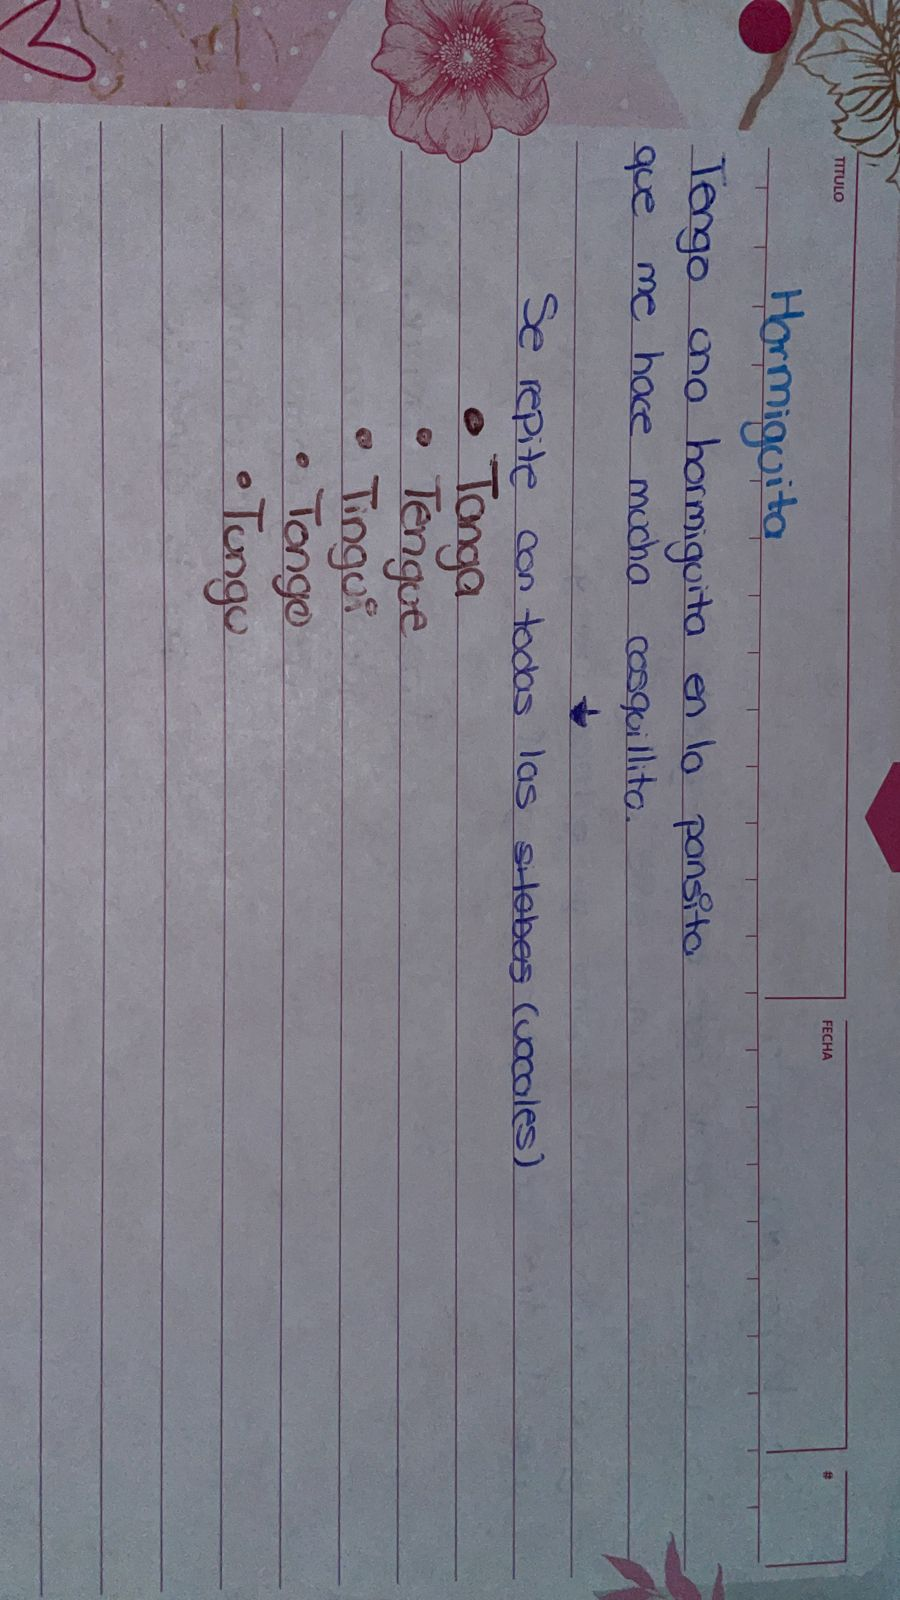 TITULO
FECHA
#
Hormiguita
Tengo una hormiguita en la pansita
que me hace mucha cosquillita.
Se repite con todas las silabas (vocales)
• Tanga
• Tengue
• Tingui
• Tongo
• Tungu